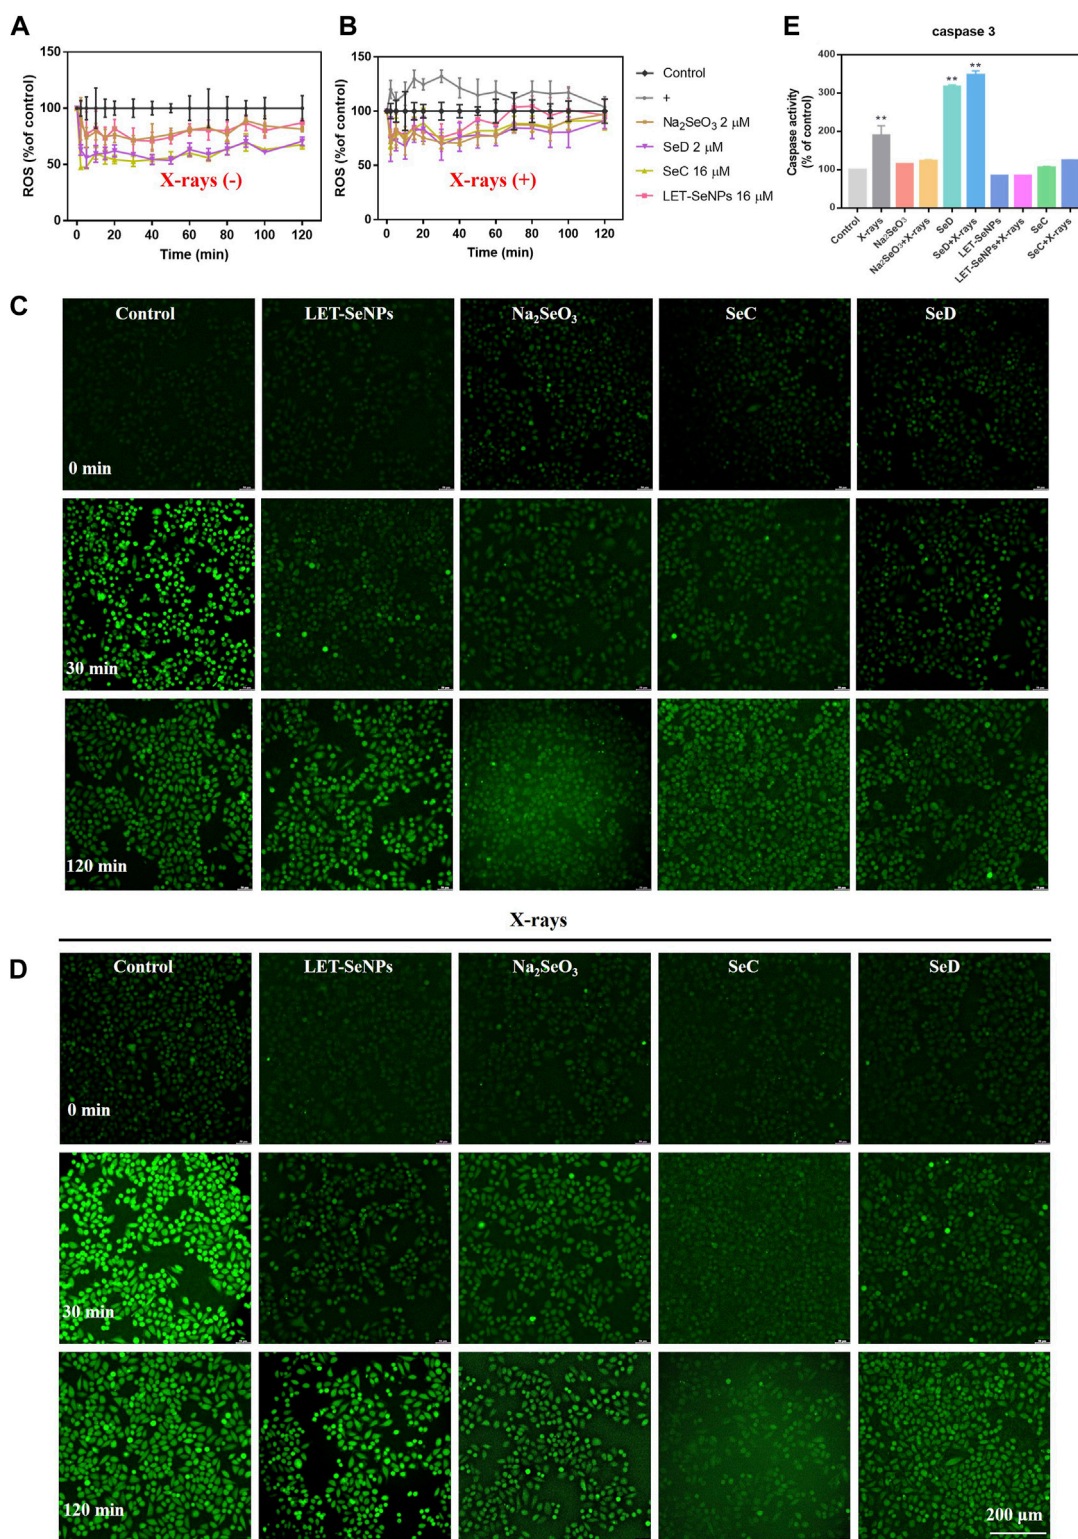 A
ROS (%of control)
150
100
50
0
X-rays (-)
0 20 40 60 80 100 120
Time (min)
B
ROS (%of control)
150
100
50
0
X-rays (+)
0 20 40 60 80 100 120
Time (min)
Control
+
Na₂SeO₃ 2 μM
SeD 2 μM
SeC 16 μM
LET-SeNPs 16 μM
E
caspase 3
Caspase activity
(% of control)
400
300
200
100
0
** ** **
Control
X-rays
Na₂SeO₃
Na₂SeO₃+X-rays
SeD
SeD+X-rays
LET-SeNPs
LET-SeNPs+X-rays
SeC
SeC+X-rays
C
Control LET-SeNPs Na₂SeO₃ SeC SeD
0 min
30 min
120 min
X-rays
D
Control LET-SeNPs Na₂SeO₃ SeC SeD
0 min
30 min
120 min
200 μm